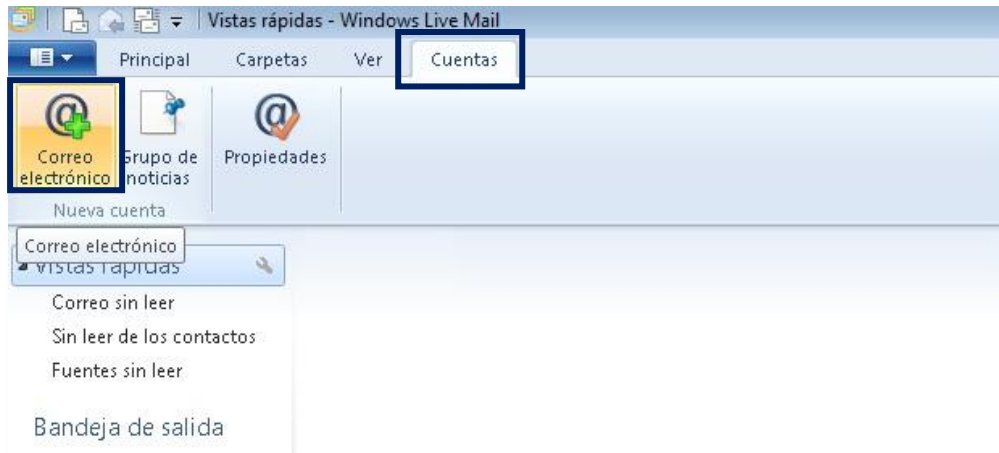 Vistas rápidas - Windows Live Mail
Principal Carpetas Ver Cuentas
Correo electrónico
Grupo de noticias
Propiedades
Nueva cuenta
Correo electrónico
Vistas rápidas
Correo sin leer
Sin leer de los contactos
Fuentes sin leer
Bandeja de salida